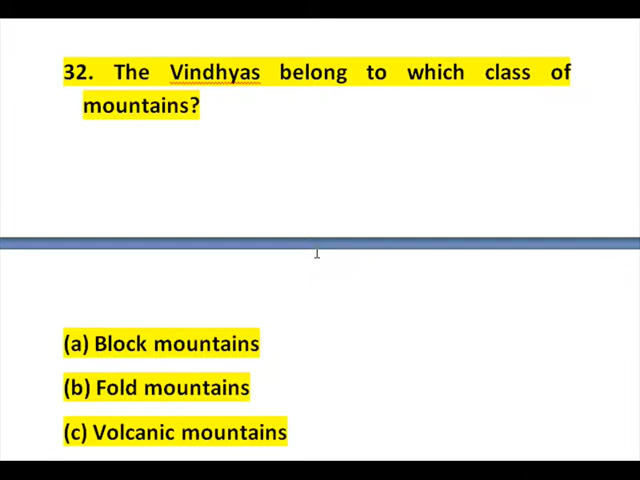 32. The Vindhyas belong to which class of
mountains?
(a) Block mountains
(b) Fold mountains
(c) Volcanic mountains